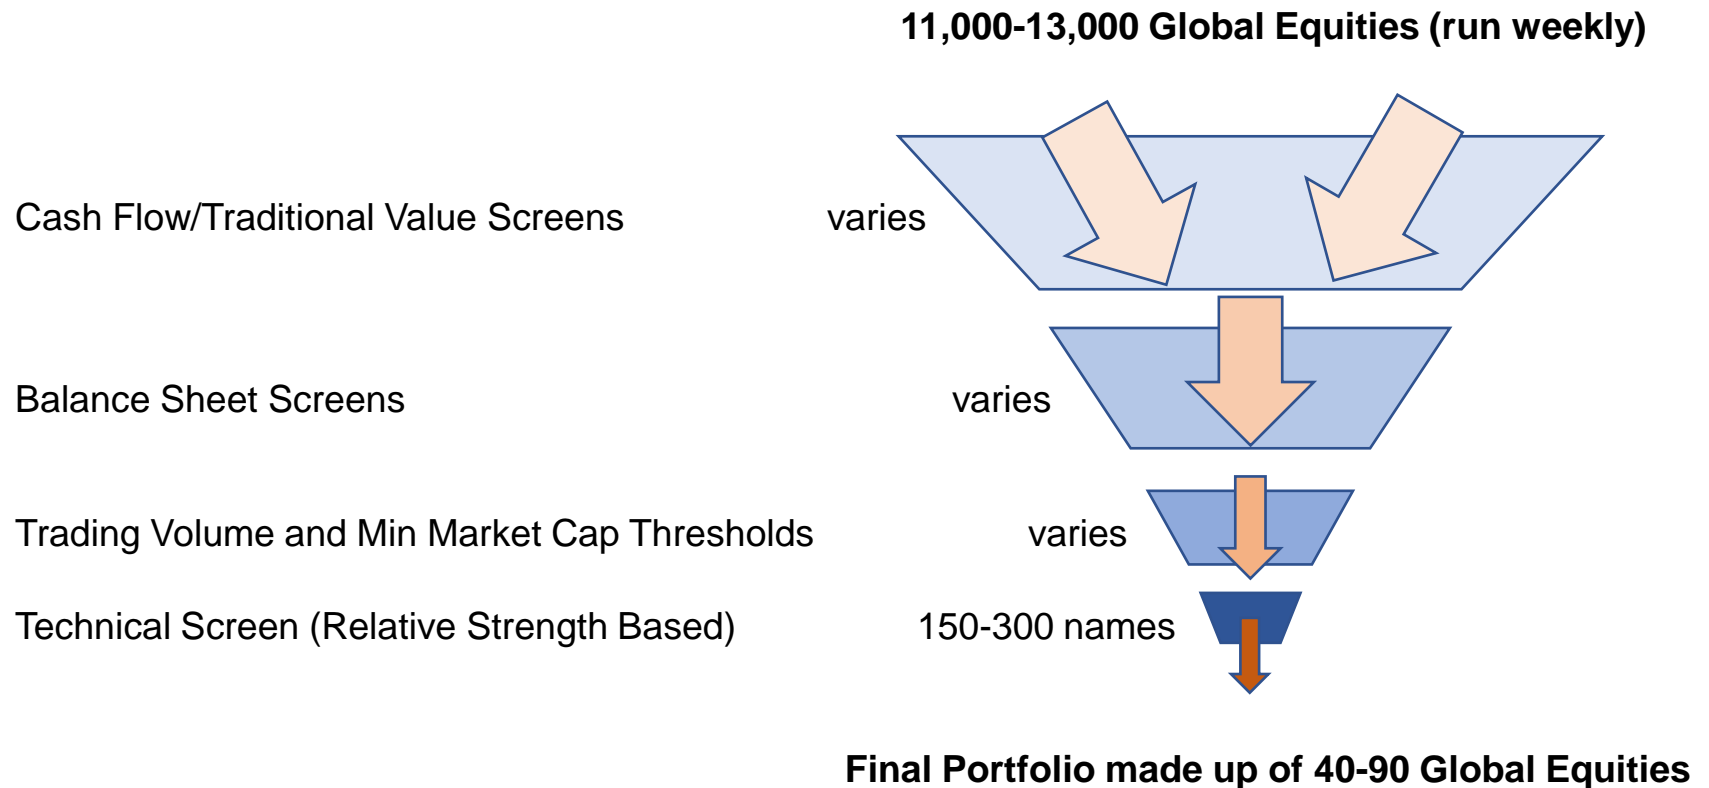 11,000-13,000 Global Equities (run weekly)
Cash Flow/Traditional Value Screens varies
Balance Sheet Screens varies
Trading Volume and Min Market Cap Thresholds varies
Technical Screen (Relative Strength Based) 150-300 names
Final Portfolio made up of 40-90 Global Equities